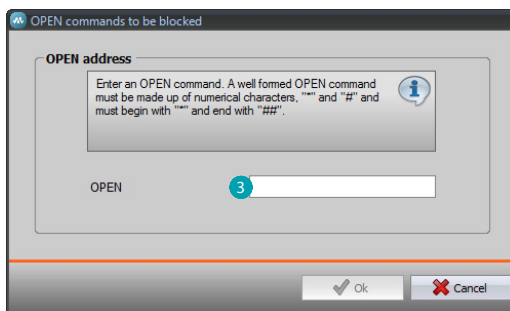 OPEN commands to be blocked
OPEN address
Enter an OPEN command. A well formed OPEN command
must be made up of numerical characters, "*" and "#" and
must begin with "*" and end with "##".
OPEN
3
Ok
Cancel